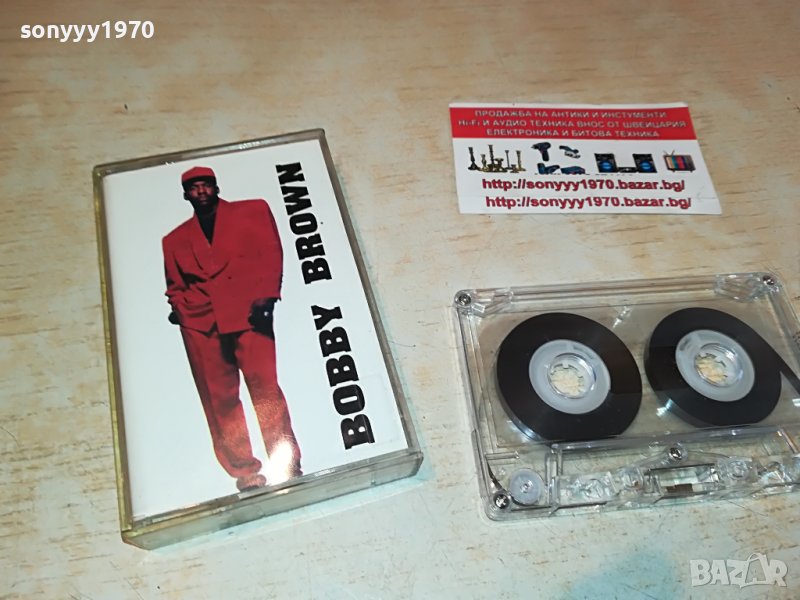 sonyyy1970
sonyyy1970
ПРОДАЖБА НА АНТИКИ И ИНСТУМЕНТИ
Hi-Fi И АУДИО ТЕХНИКА ВНОС ОТ ШВЕЙЦАРИЯ
ЕЛЕКТРОНИКА И БИТОВА ТЕХНИКА
http://sonyyy1970.bazar.bg/
http://sonyyy1970.bazar.bg/
BOBBY BROWN
BAZAR